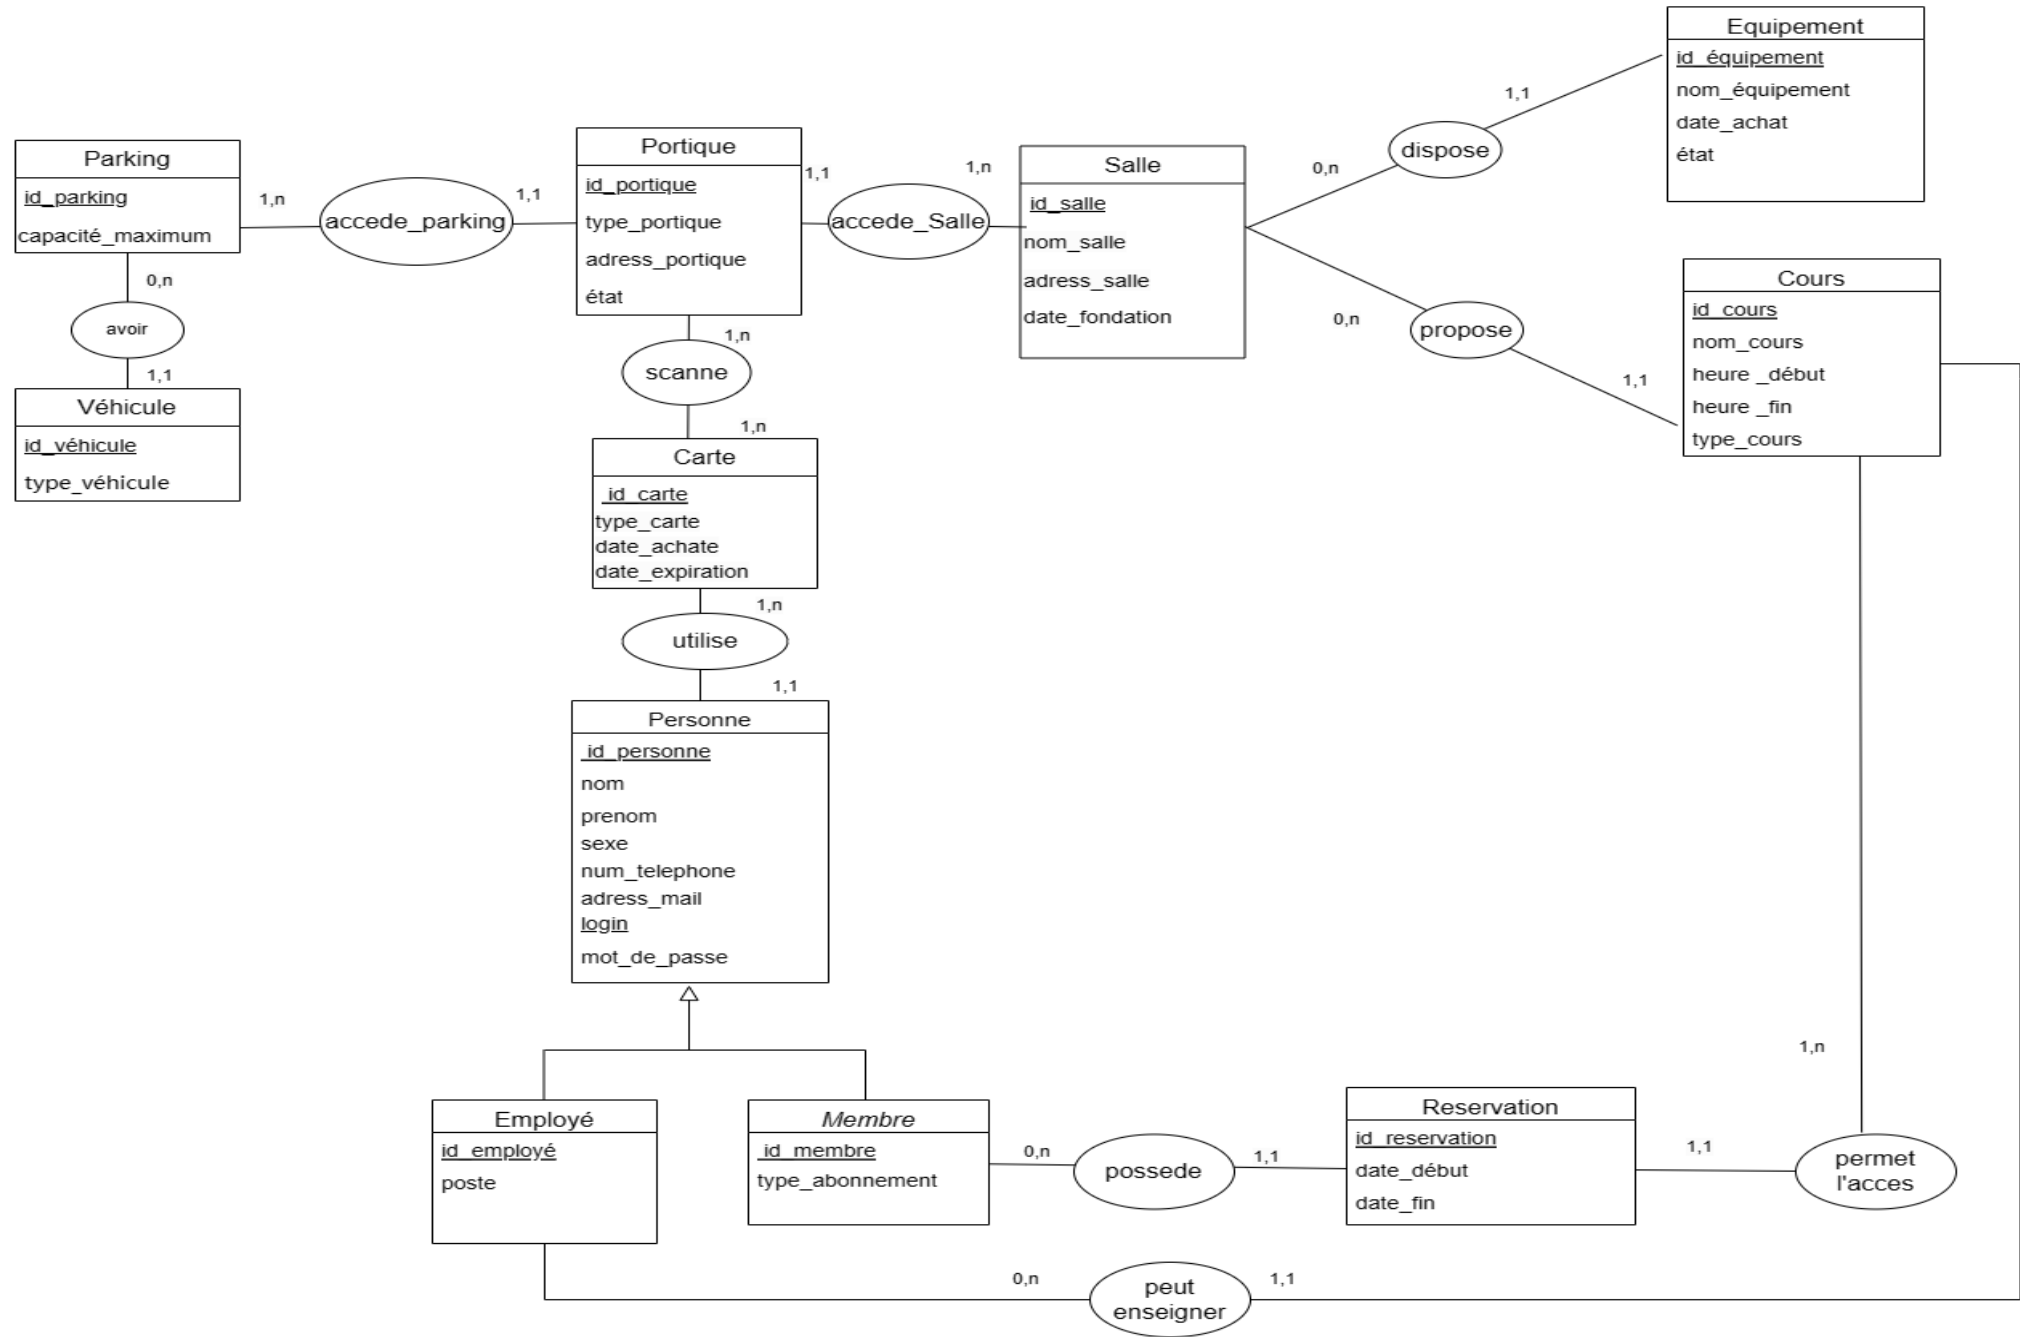 Equipement
id_équipement
nom_équipement
date_achat
état
1,1
dispose
0,n
Parking
id_parking
capacité_maximum
1,n
accede_parking
1,1
Portique
id_portique
type_portique
adress_portique
état
1,1
accede_Salle
1,n
Salle
id_salle
nom_salle
adress_salle
date_fondation
0,n
propose
1,1
Cours
id_cours
nom_cours
heure _début
heure _fin
type_cours
0,n
avoir
1,1
Véhicule
id_véhicule
type_véhicule
1,n
scanne
1,n
Carte
id_carte
type_carte
date_achate
date_expiration
1,n
utilise
1,1
Personne
id_personne
nom
prenom
sexe
num_telephone
adress_mail
login
mot_de_passe
Employé
id_employé
poste
Membre
id_membre
type_abonnement
0,n
possede
1,1
Reservation
id_reservation
date_début
date_fin
1,1
permet
l'acces
1,n
0,n
peut
enseigner
1,1